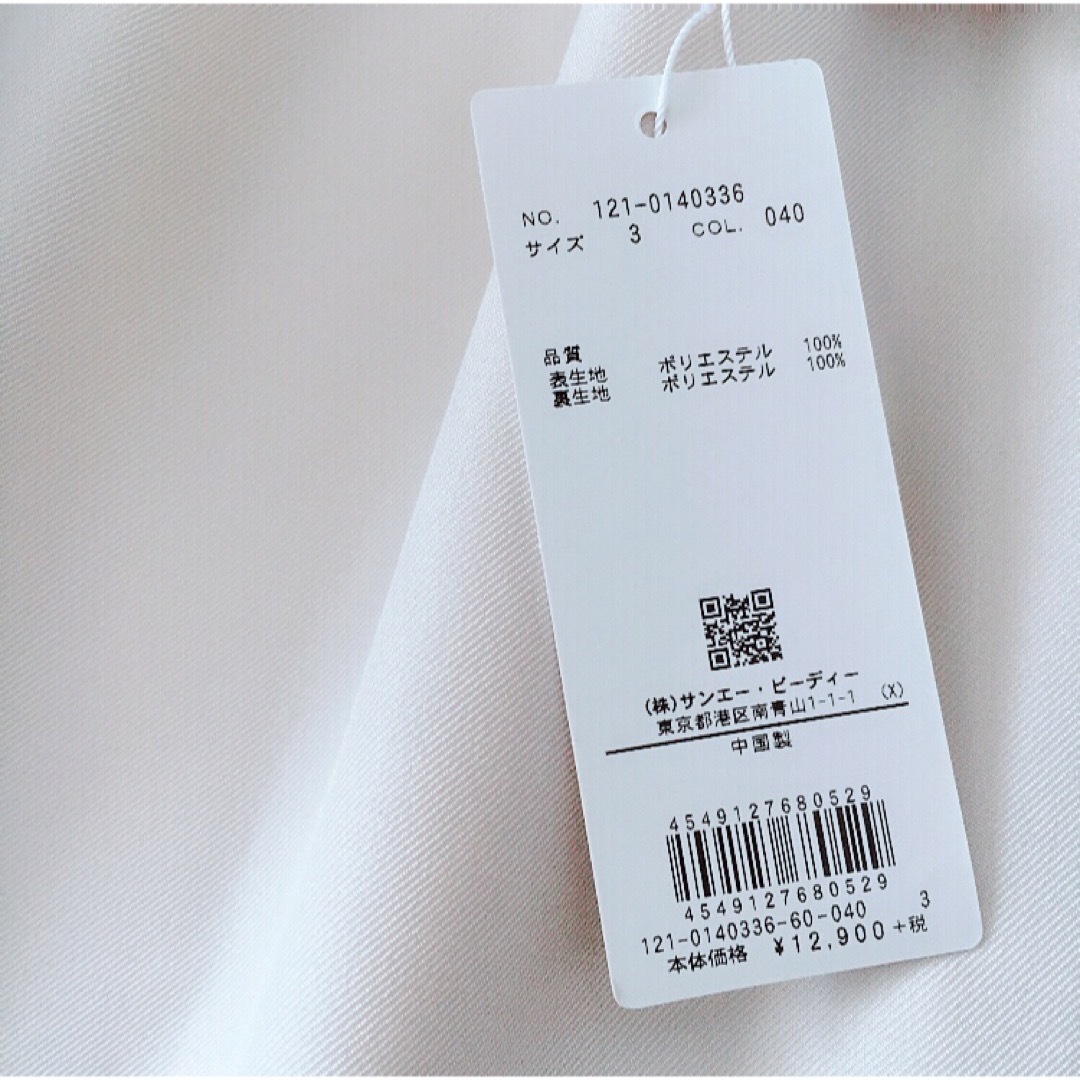 NO. 121-0140336
サイズ 3 COL. 040
品質
表生地 ポリエステル 100%
裏生地 ポリエステル 100%
(株)サンエー・ビーディー
東京都港区南青山1-1-1 (X)
中国製
4549127680529
4549127680529
121-0140336-60-040 3
本体価格 ¥12,900+税